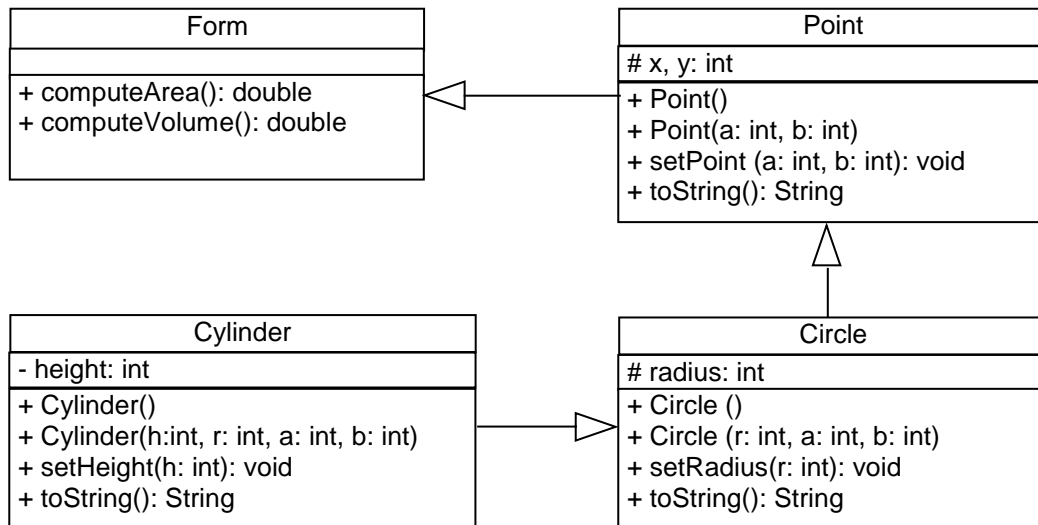 Form
+ computeArea(): double
+ computeVolume(): double
Point
# x, y: int
+ Point()
+ Point(a: int, b: int)
+ setPoint (a: int, b: int): void
+ toString(): String
Cylinder
- height: int
+ Cylinder()
+ Cylinder(h:int, r: int, a: int, b: int)
+ setHeight(h: int): void
+ toString(): String
Circle
# radius: int
+ Circle ()
+ Circle (r: int, a: int, b: int)
+ setRadius(r: int): void
+ toString(): String